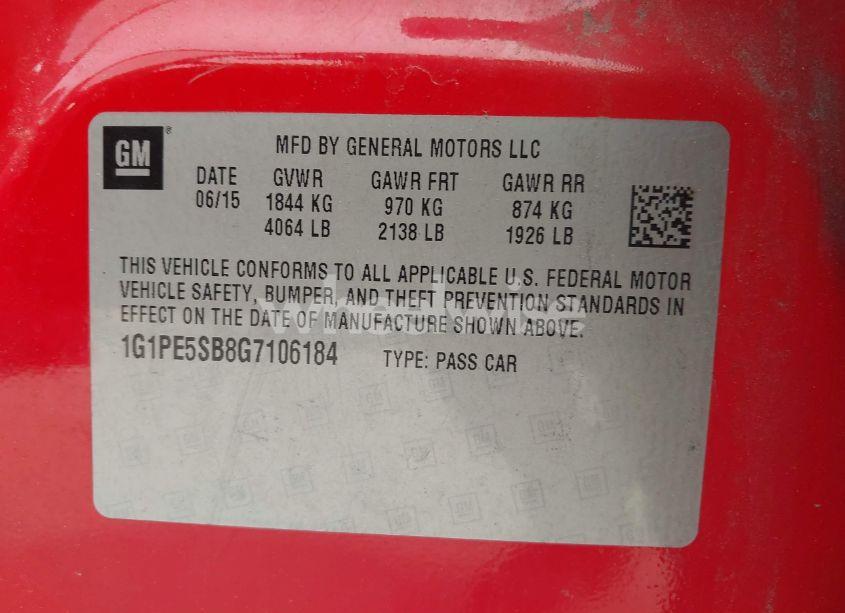 GM
MFD BY GENERAL MOTORS LLC
DATE GVWR GAWR FRT GAWR RR
06/15 1844 KG 970 KG 874 KG
4064 LB 2138 LB 1926 LB
THIS VEHICLE CONFORMS TO ALL APPLICABLE U.S. FEDERAL MOTOR
VEHICLE SAFETY, BUMPER, AND THEFT PREVENTION STANDARDS IN
EFFECT ON THE DATE OF MANUFACTURE SHOWN ABOVE.
1G1PE5SB8G7106184 TYPE: PASS CAR